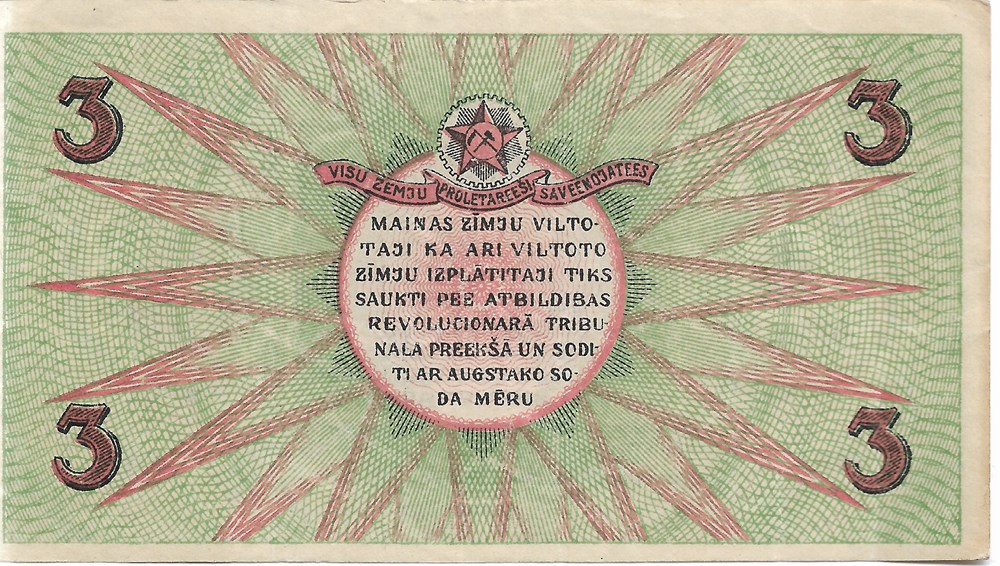 3 3
VISU ZEMJU PROLETAREEŠI SAVEENOJATEES
MAINAS ZĪMJU VILTO-
TAJI KA ARI VILTOTO
ZĪMJU IZPLĀTITAJI TIKS
SAUKTI PEE ATBILDIBAS
REVOLUCIONARĀ TRIBU-
NALA PREEKŠĀ UN SODI-
TI AR AUGSTAKO SO-
DA MĒRU
3 3